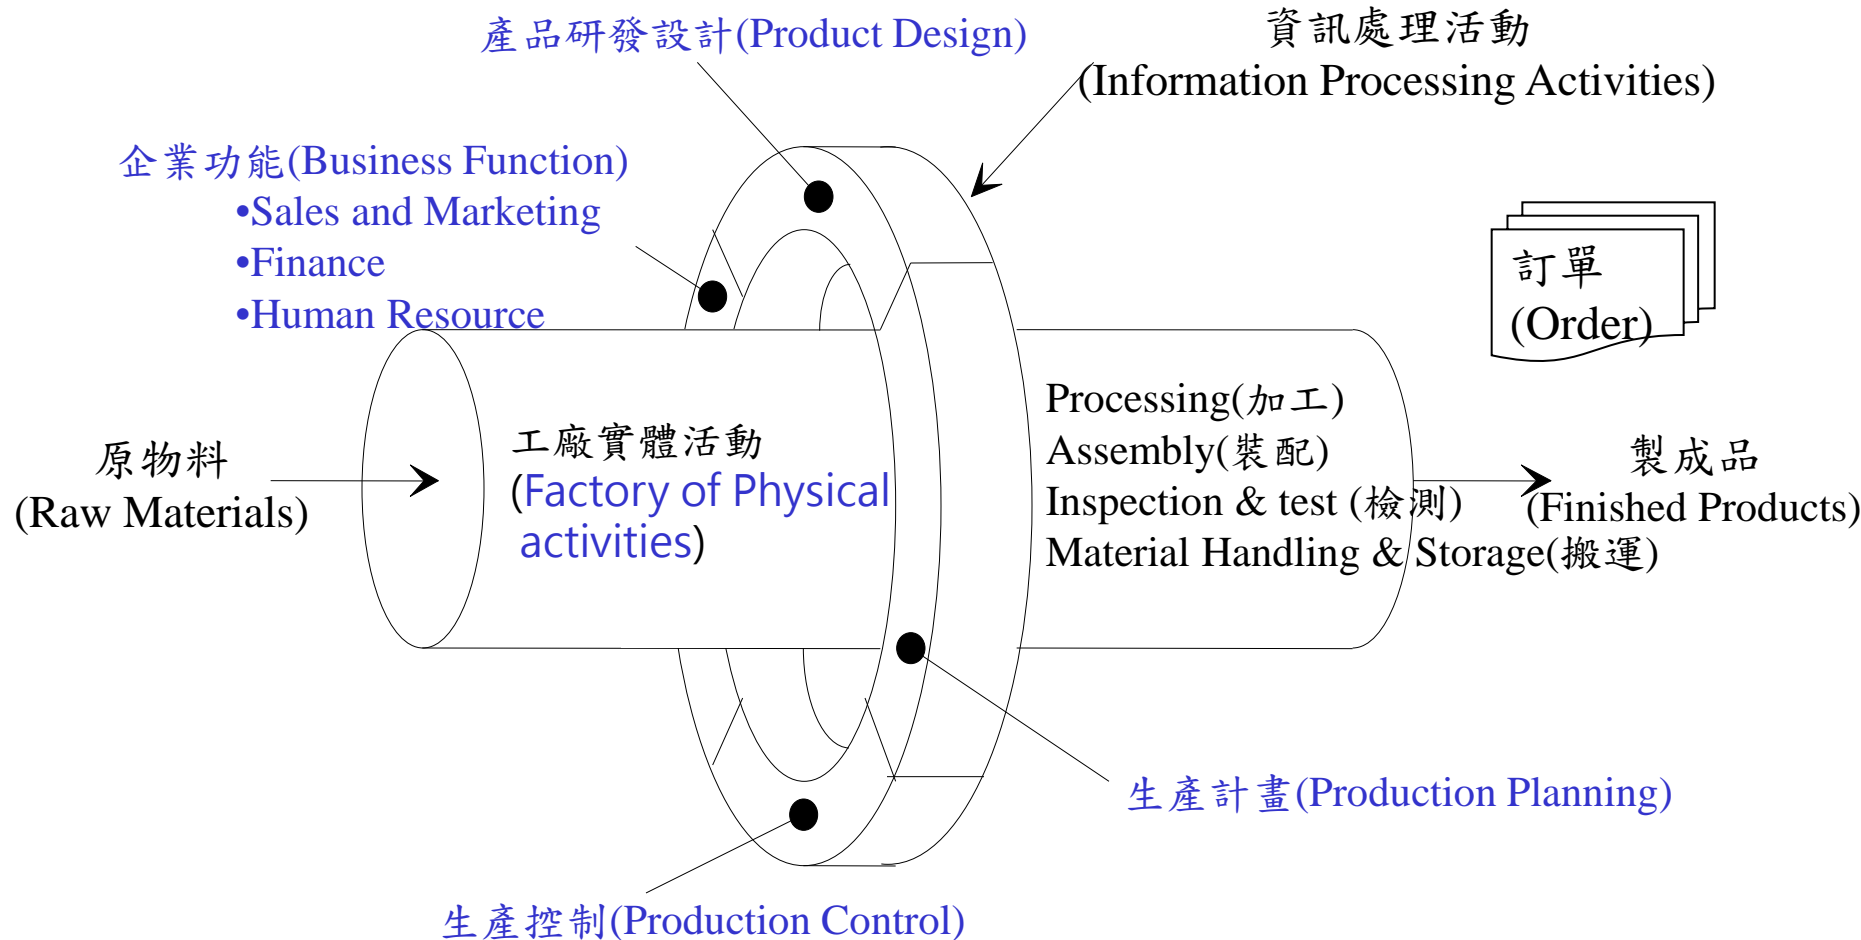 產品研發設計(Product Design)
資訊處理活動
(Information Processing Activities)
企業功能(Business Function)
•Sales and Marketing
•Finance
•Human Resource
訂單
(Order)
原物料
(Raw Materials)
工廠實體活動
(Factory of Physical
activities)
Processing(加工)
Assembly(裝配)
Inspection & test (檢測)
Material Handling & Storage(搬運)
製成品
(Finished Products)
生產計畫(Production Planning)
生產控制(Production Control)